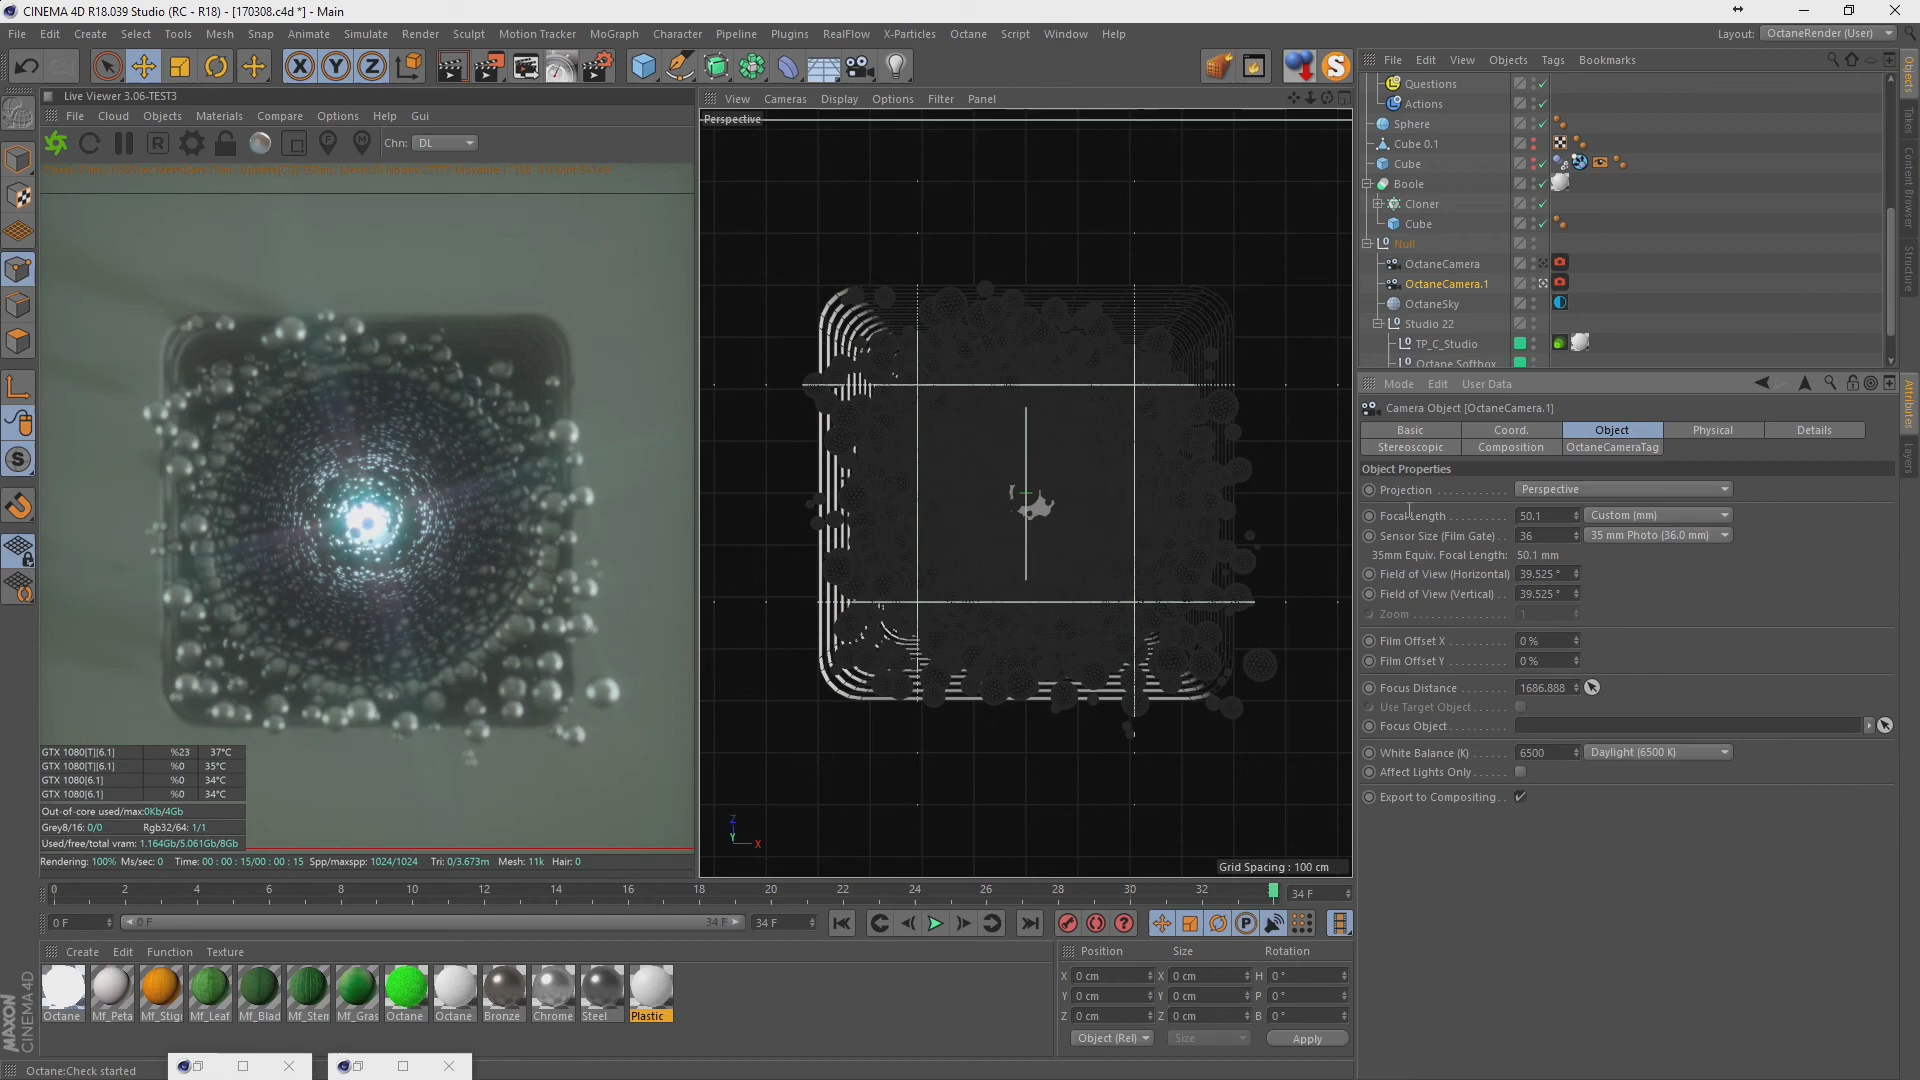 CINEMA 4D R18.039 Studio (RC - R18) - [170308.c4d *] - Main
File Edit Create Select Tools Mesh Snap Animate Simulate Render Sculpt Motion Tracker MoGraph Character Pipeline Plugins RealFlow X-Particles Octane Script Window Help
Layout: OctaneRender (User)
Live Viewer 3.06-TEST3
File Cloud Objects Materials Compare Options Help Gui
Chn: DL
View Cameras Display Options Filter Panel
Perspective
GTX 1080[T][6.1] %23 37°C
GTX 1080[T][6.1] %0 35°C
GTX 1080[6.1] %0 34°C
GTX 1080[6.1] %0 34°C
Out-of-core used/max:0Kb/4Gb
Grey8/16: 0/0 Rgb32/64: 1/1
Used/free/total vram: 1.164Gb/5.061Gb/8Gb
Rendering: 100% Ms/sec: 0 Time: 00 : 00 : 15/00 : 00 : 15 Spp/maxspp: 1024/1024 Tri: 0/3.673m Mesh: 11k Hair: 0
Z
Y
X
Grid Spacing : 100 cm
File Edit View Objects Tags Bookmarks
Questions
Actions
Sphere
Cube 0.1
Cube
Boole
Cloner
Cube
Null
OctaneCamera
OctaneCamera.1
OctaneSky
Studio 22
TP_C_Studio
Octane Softbox
Objects
Takes
Content Browser
Structure
Attributes
Layers
Mode Edit User Data
Camera Object [OctaneCamera.1]
Basic Coord. Object Physical Details
Stereoscopic Composition OctaneCameraTag
Object Properties
Projection Perspective
Focal Length 50.1 Custom (mm)
Sensor Size (Film Gate) 36 35 mm Photo (36.0 mm)
35mm Equiv. Focal Length: 50.1 mm
Field of View (Horizontal) 39.525 °
Field of View (Vertical) 39.525 °
Zoom 1
Film Offset X 0 %
Film Offset Y 0 %
Focus Distance 1686.888
Use Target Object
Focus Object
White Balance (K) 6500 Daylight (6500 K)
Affect Lights Only
Export to Compositing
0 2 4 6 8 10 12 14 16 18 20 22 24 26 28 30 32 34 F
0 F 0 F 34 F 34 F
Create Edit Function Texture
Octane Mf_Peta Mf_Stigr Mf_Leaf Mf_Blad Mf_Sten Mf_Gras Octane Octane Bronze Chrome Steel Plastic
Position Size Rotation
X 0 cm X 0 cm H 0 °
Y 0 cm Y 0 cm P 0 °
Z 0 cm Z 0 cm B 0 °
Object (Rel) Size Apply
MAXON
CINEMA 4D
Octane:Check started